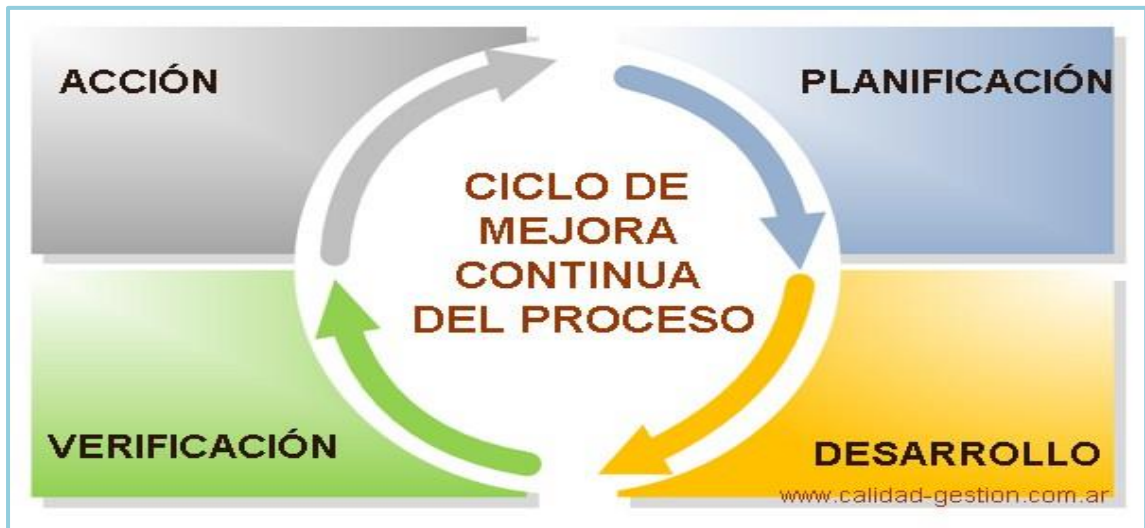 ACCIÓN
PLANIFICACIÓN
CICLO DE
MEJORA
CONTINUA
DEL PROCESO
VERIFICACIÓN
DESARROLLO
www.calidad-gestion.com.ar